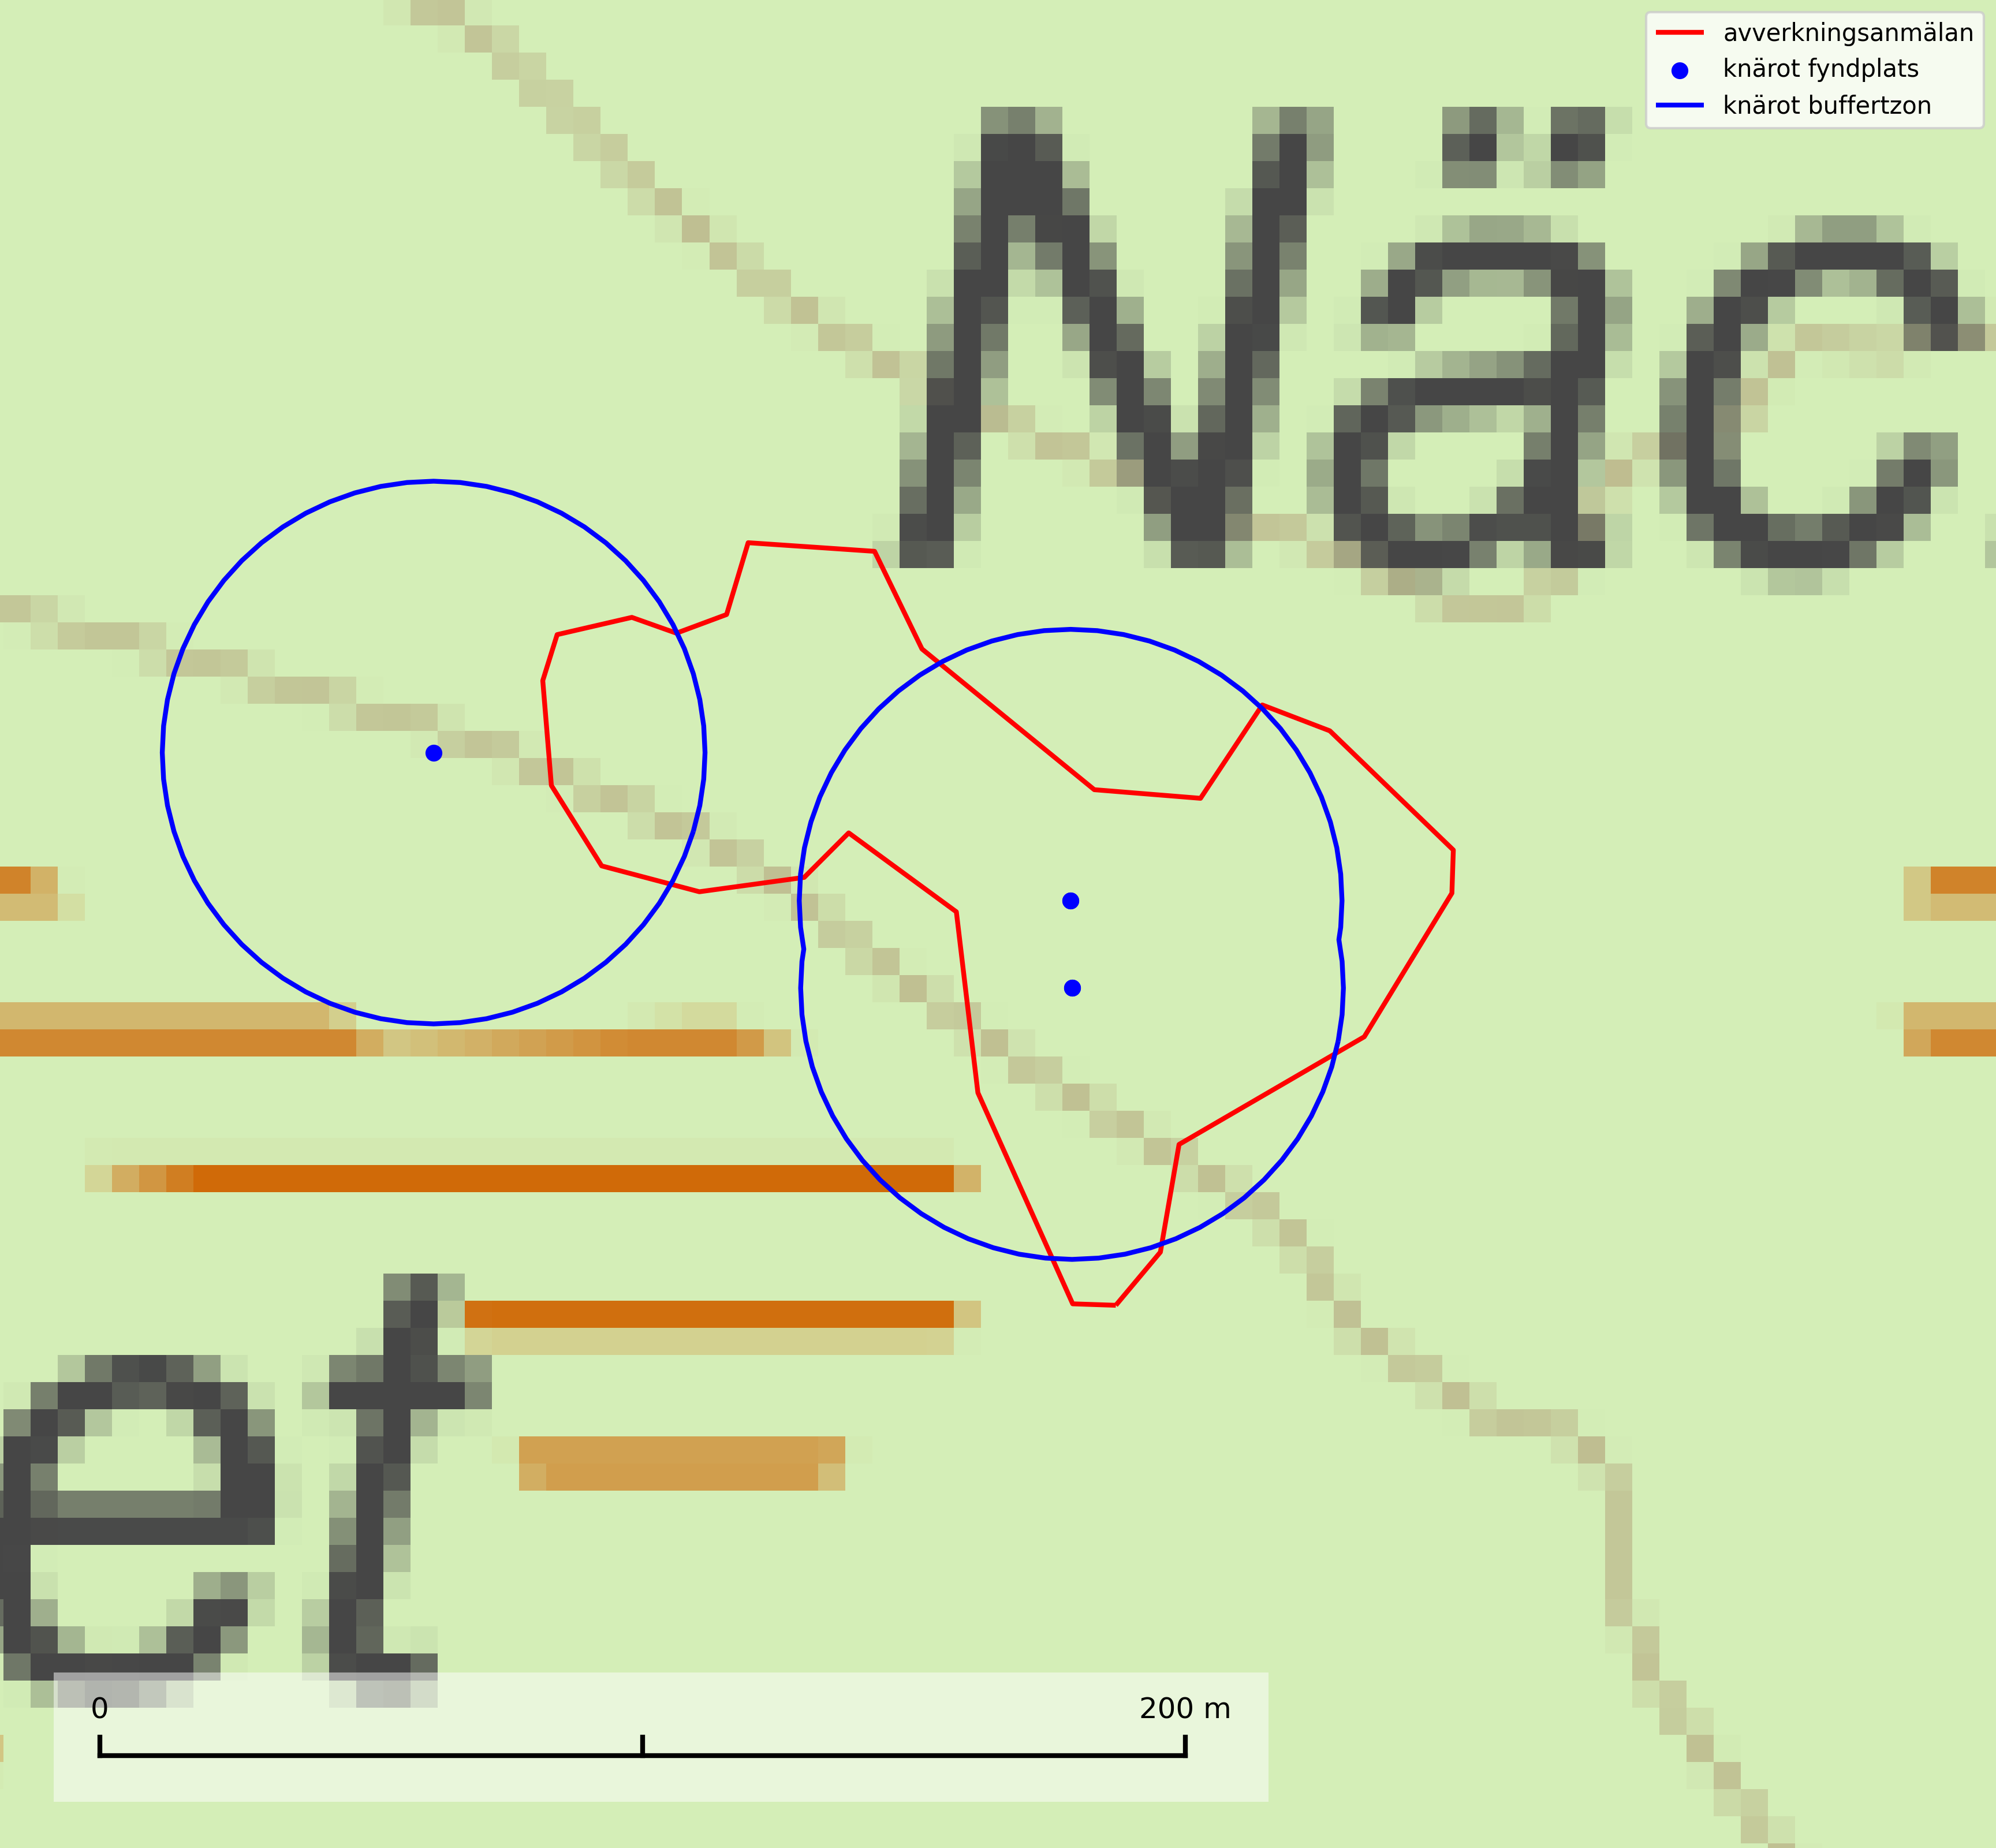 avverkningsanmälan
knärot fyndplats
knärot buffertzon
Näc
et
0 200 m